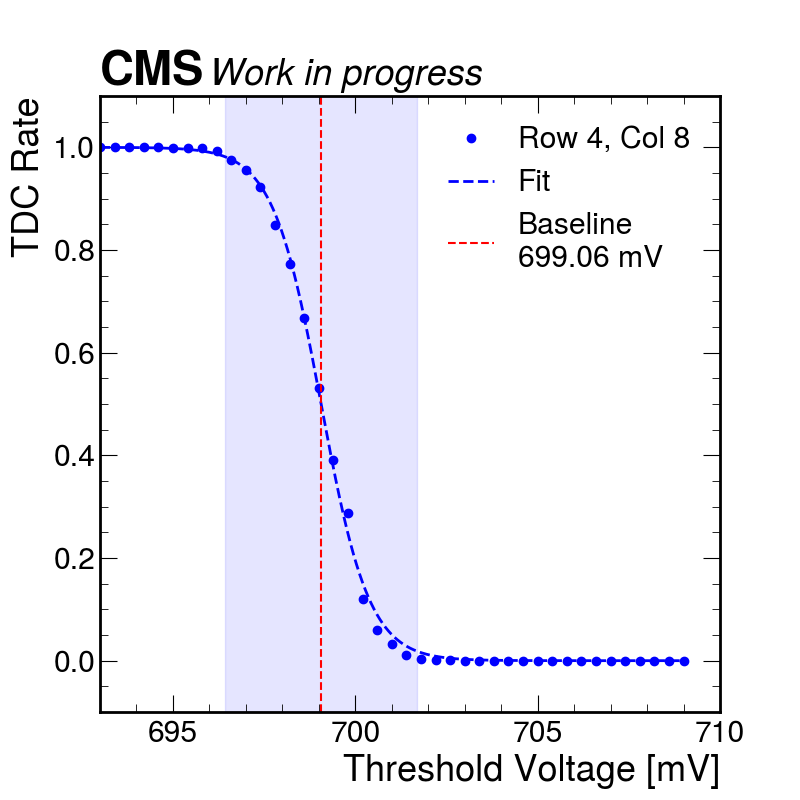 CMS Work in progress
TDC Rate
1.0
0.8
0.6
0.4
0.2
0.0
Row 4, Col 8
Fit
Baseline
699.06 mV
695
700
705
710
Threshold Voltage [mV]